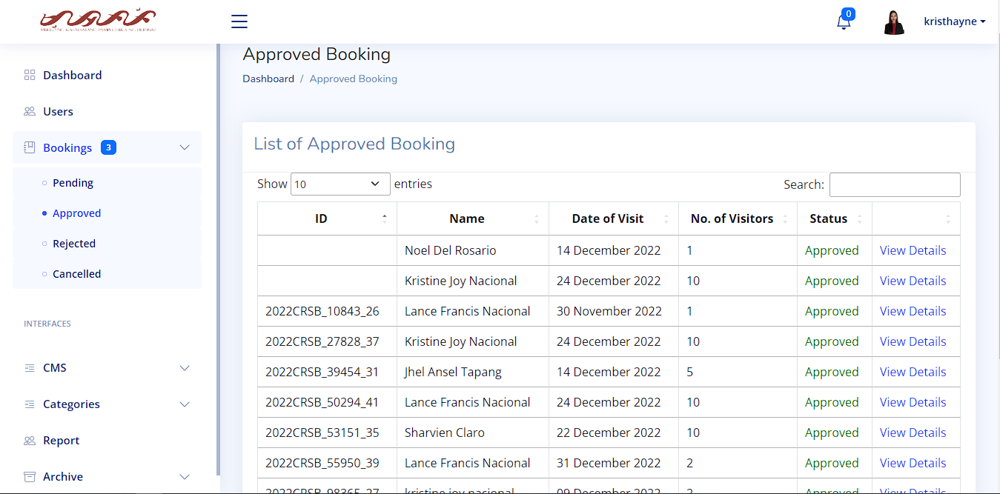 0
kristhayne
Dashboard
Users
Bookings 3
Pending
Approved
Rejected
Cancelled
INTERFACES
CMS
Categories
Report
Archive
Approved Booking
Dashboard / Approved Booking
List of Approved Booking
Show 10 entries Search:
ID Name Date of Visit No. of Visitors Status
Noel Del Rosario 14 December 2022 1 Approved View Details
Kristine Joy Nacional 24 December 2022 10 Approved View Details
2022CRSB_10843_26 Lance Francis Nacional 30 November 2022 1 Approved View Details
2022CRSB_27828_37 Kristine Joy Nacional 24 December 2022 10 Approved View Details
2022CRSB_39454_31 Jhel Ansel Tapang 14 December 2022 5 Approved View Details
2022CRSB_50294_41 Lance Francis Nacional 24 December 2022 10 Approved View Details
2022CRSB_53151_35 Sharvien Claro 22 December 2022 10 Approved View Details
2022CRSB_55950_39 Lance Francis Nacional 31 December 2022 2 Approved View Details
2022CRSB_98365_27 kristine joy nacional 09 December 2022 2 Approved View Details